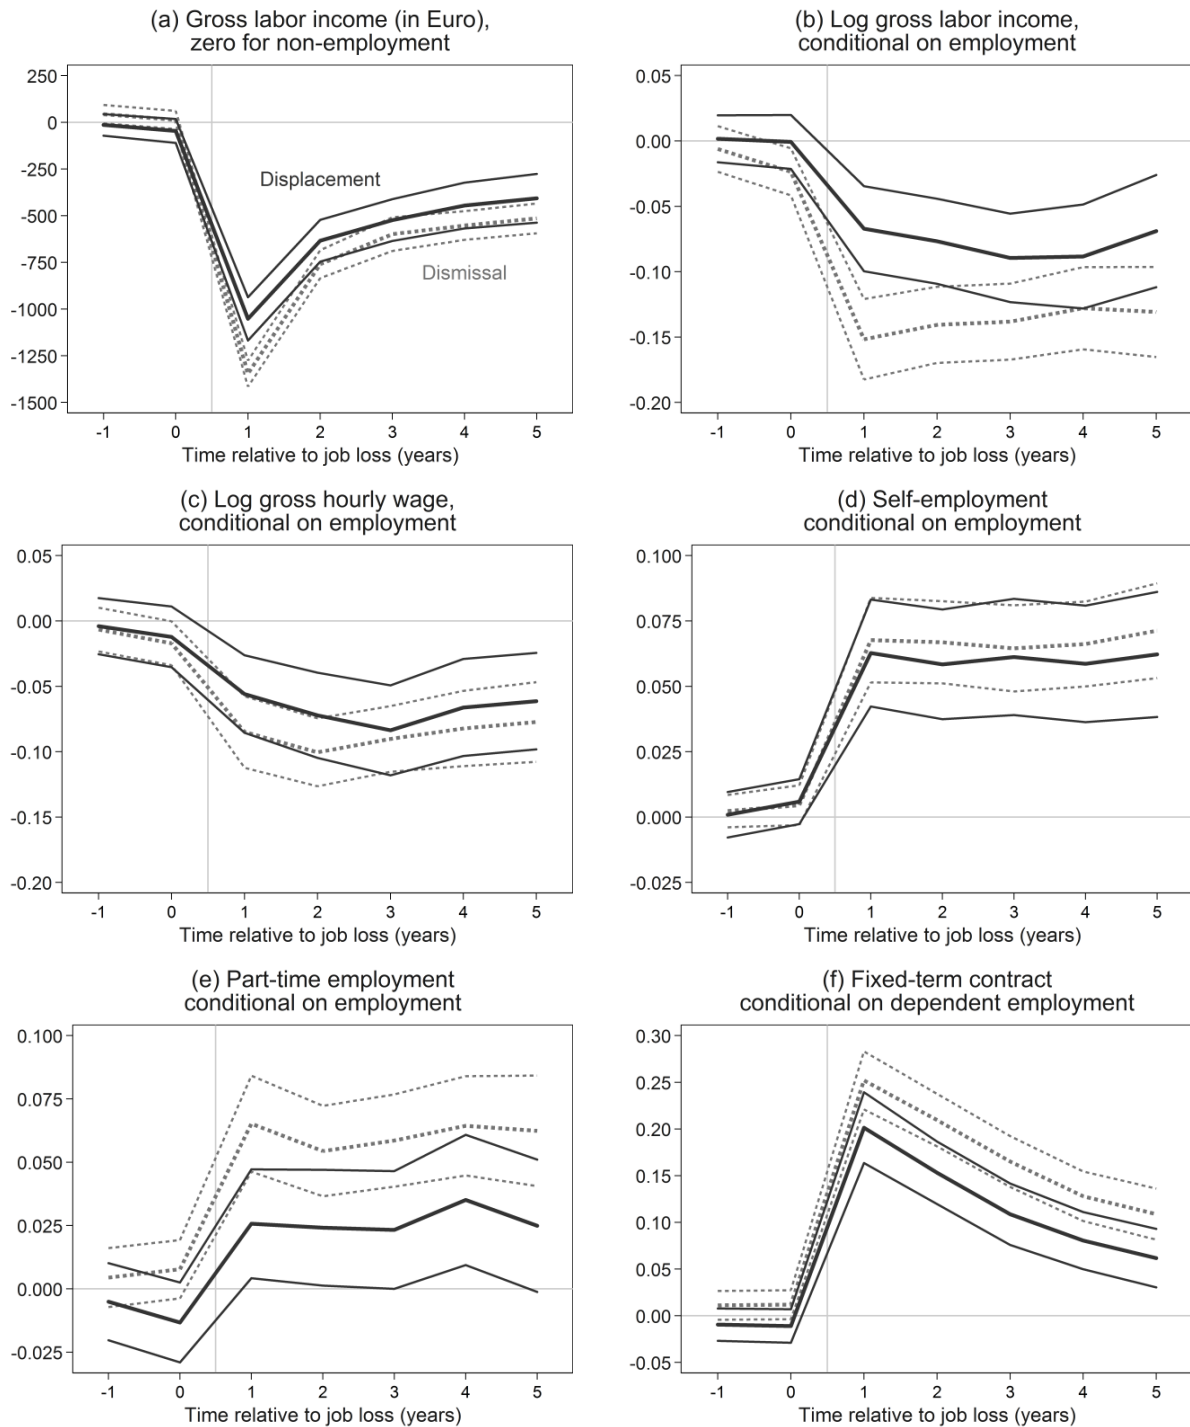 (a) Gross labor income (in Euro),
zero for non-employment
250
0
-250
-500
-750
-1000
-1250
-1500
Displacement
Dismissal
-1 0 1 2 3 4 5
Time relative to job loss (years)
(b) Log gross labor income,
conditional on employment
0.05
0.00
-0.05
-0.10
-0.15
-0.20
-1 0 1 2 3 4 5
Time relative to job loss (years)
(c) Log gross hourly wage,
conditional on employment
0.05
0.00
-0.05
-0.10
-0.15
-0.20
-1 0 1 2 3 4 5
Time relative to job loss (years)
(d) Self-employment
conditional on employment
0.100
0.075
0.050
0.025
0.000
-0.025
-1 0 1 2 3 4 5
Time relative to job loss (years)
(e) Part-time employment
conditional on employment
0.100
0.075
0.050
0.025
0.000
-0.025
-1 0 1 2 3 4 5
Time relative to job loss (years)
(f) Fixed-term contract
conditional on dependent employment
0.30
0.25
0.20
0.15
0.10
0.05
0.00
-0.05
-1 0 1 2 3 4 5
Time relative to job loss (years)